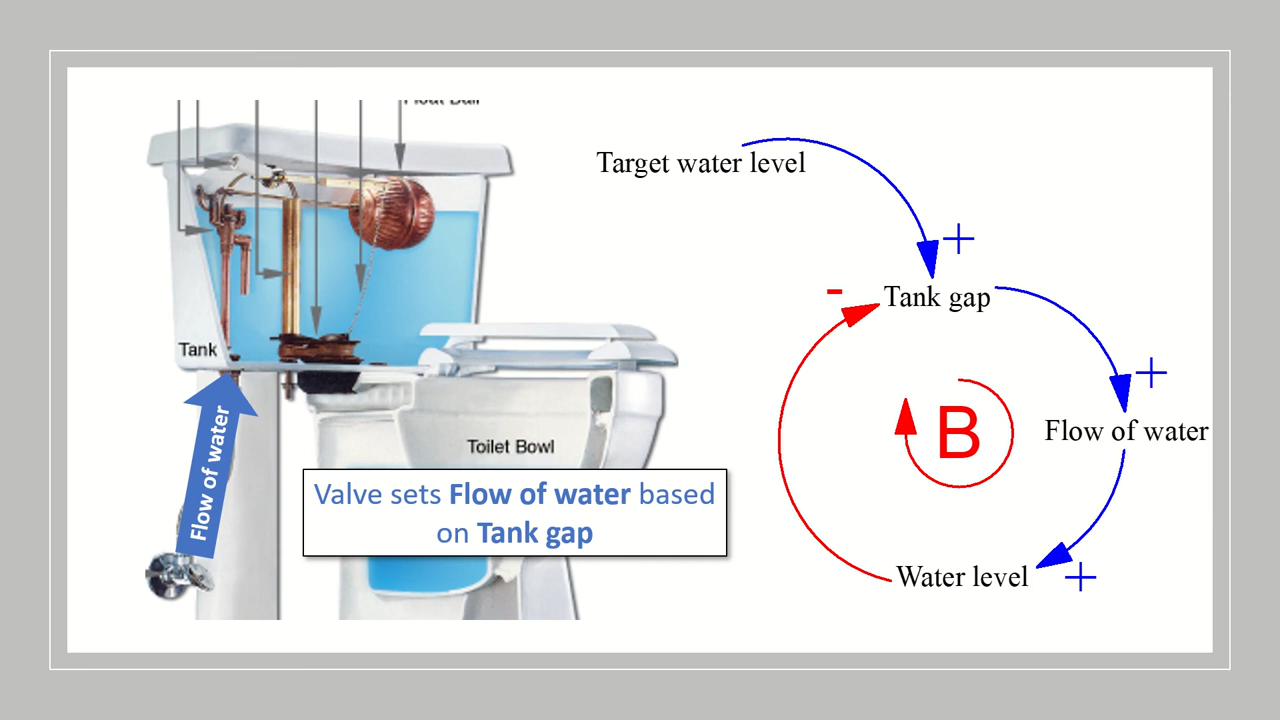 Target water level
+
- Tank gap
+
Tank
B
Flow of water
Flow of water
Toilet Bowl
Valve sets Flow of water based
on Tank gap
Water level
+